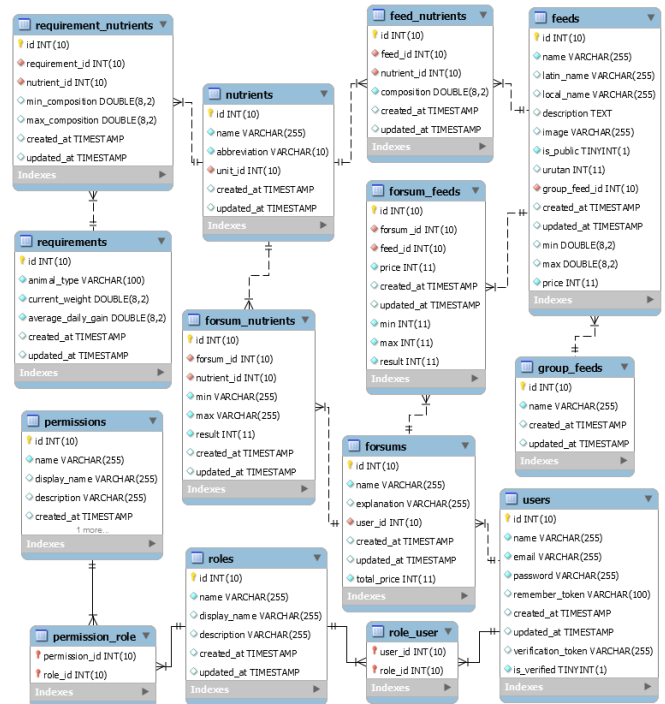 requirement_nutrients
id INT(10)
requirement_id INT(10)
nutrient_id INT(10)
min_composition DOUBLE(8,2)
max_composition DOUBLE(8,2)
created_at TIMESTAMP
updated_at TIMESTAMP
Indexes
nutrients
id INT(10)
name VARCHAR(255)
abbreviation VARCHAR(10)
unit_id INT(10)
created_at TIMESTAMP
updated_at TIMESTAMP
Indexes
feed_nutrients
id INT(10)
feed_id INT(10)
nutrient_id INT(10)
composition DOUBLE(8,2)
created_at TIMESTAMP
updated_at TIMESTAMP
Indexes
feeds
id INT(10)
name VARCHAR(255)
latin_name VARCHAR(255)
local_name VARCHAR(255)
description TEXT
image VARCHAR(255)
is_public TINYINT(1)
urutan INT(11)
group_feed_id INT(10)
created_at TIMESTAMP
updated_at TIMESTAMP
min DOUBLE(8,2)
max DOUBLE(8,2)
price INT(11)
Indexes
requirements
id INT(10)
animal_type VARCHAR(100)
current_weight DOUBLE(8,2)
average_daily_gain DOUBLE(8,2)
created_at TIMESTAMP
updated_at TIMESTAMP
Indexes
forsum_nutrients
id INT(10)
forsum_id INT(10)
nutrient_id INT(10)
min VARCHAR(255)
max VARCHAR(255)
result INT(11)
created_at TIMESTAMP
updated_at TIMESTAMP
Indexes
forsum_feeds
id INT(10)
forsum_id INT(10)
feed_id INT(10)
price INT(11)
created_at TIMESTAMP
updated_at TIMESTAMP
min INT(11)
max INT(11)
result INT(11)
Indexes
group_feeds
id INT(10)
name VARCHAR(255)
created_at TIMESTAMP
updated_at TIMESTAMP
Indexes
permissions
id INT(10)
name VARCHAR(255)
display_name VARCHAR(255)
description VARCHAR(255)
created_at TIMESTAMP
1 more...
Indexes
forsums
id INT(10)
name VARCHAR(255)
explanation VARCHAR(255)
user_id INT(10)
created_at TIMESTAMP
updated_at TIMESTAMP
total_price INT(11)
Indexes
users
id INT(10)
name VARCHAR(255)
email VARCHAR(255)
password VARCHAR(255)
remember_token VARCHAR(100)
created_at TIMESTAMP
updated_at TIMESTAMP
verification_token VARCHAR(255)
is_verified TINYINT(1)
Indexes
roles
id INT(10)
name VARCHAR(255)
display_name VARCHAR(255)
description VARCHAR(255)
created_at TIMESTAMP
updated_at TIMESTAMP
Indexes
permission_role
permission_id INT(10)
role_id INT(10)
Indexes
role_user
user_id INT(10)
role_id INT(10)
Indexes